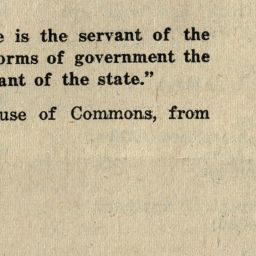 e is the servant of the
orms of government the
ant of the state.”
use of Commons, from